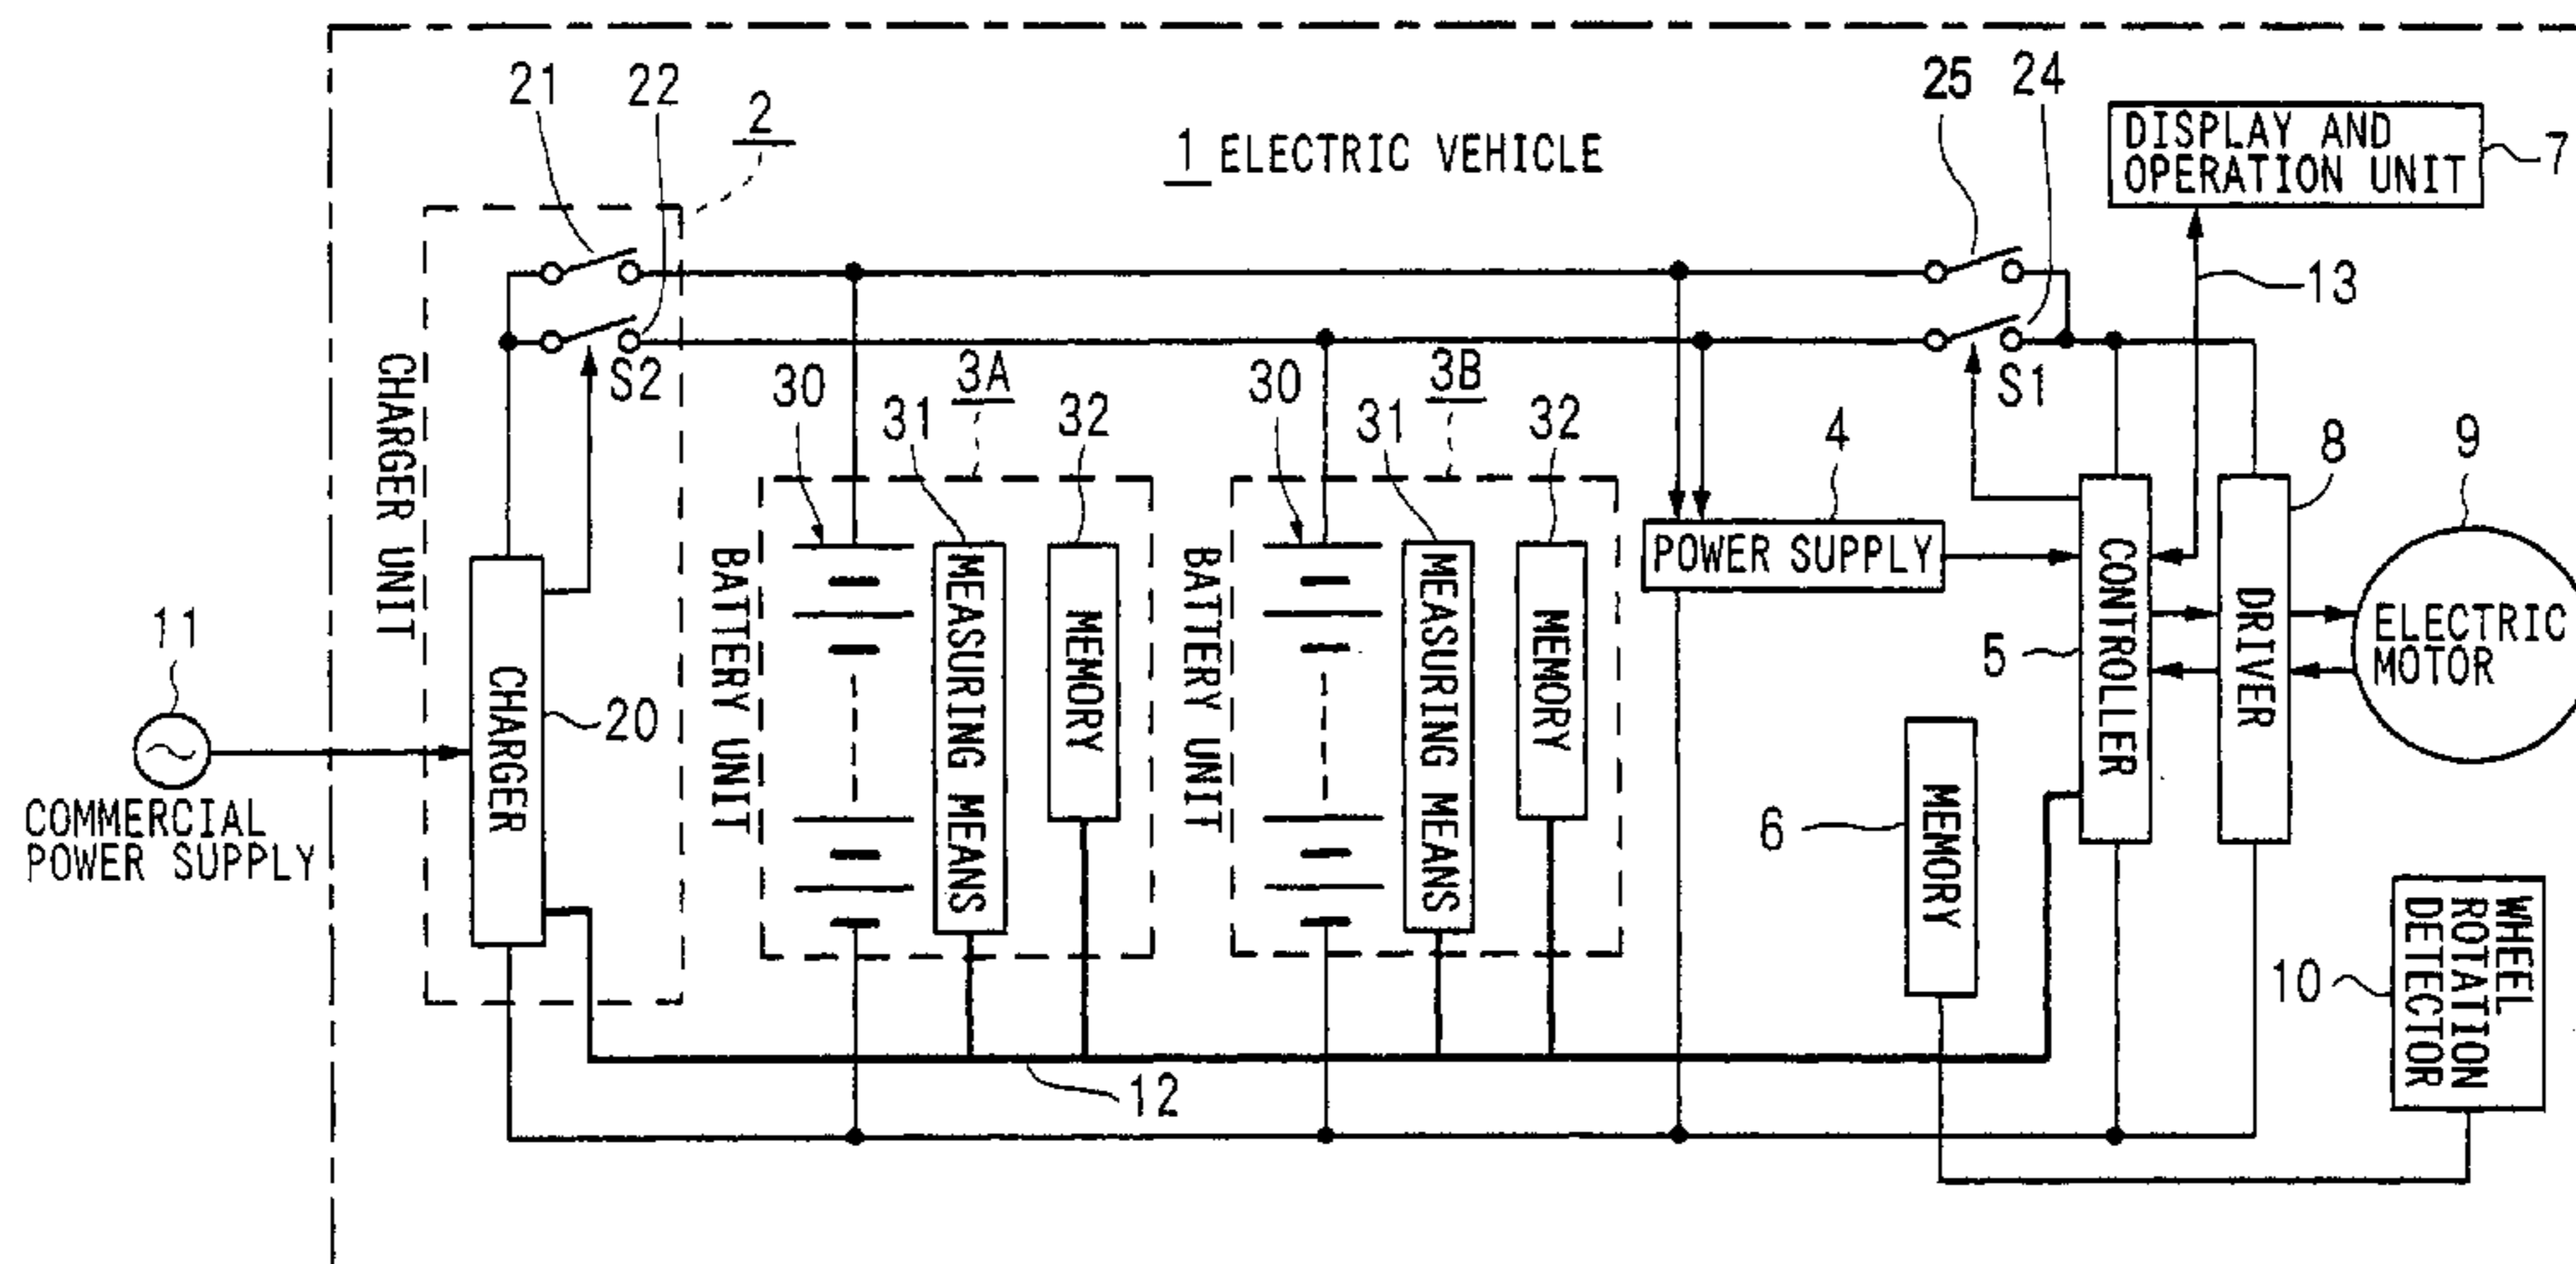 21
22
2
1 ELECTRIC VEHICLE
25
24
DISPLAY AND
OPERATION UNIT
7
13
S2
S1
CHARGER UNIT
CHARGER
20
11
COMMERCIAL
POWER SUPPLY
30
3A
31
32
BATTERY UNIT
MEASURING MEANS
MEMORY
30
3B
31
32
BATTERY UNIT
MEASURING MEANS
MEMORY
4
POWER SUPPLY
5
CONTROLLER
8
DRIVER
9
ELECTRIC
MOTOR
6
MEMORY
10
WHEEL
ROTATION
DETECTOR
12